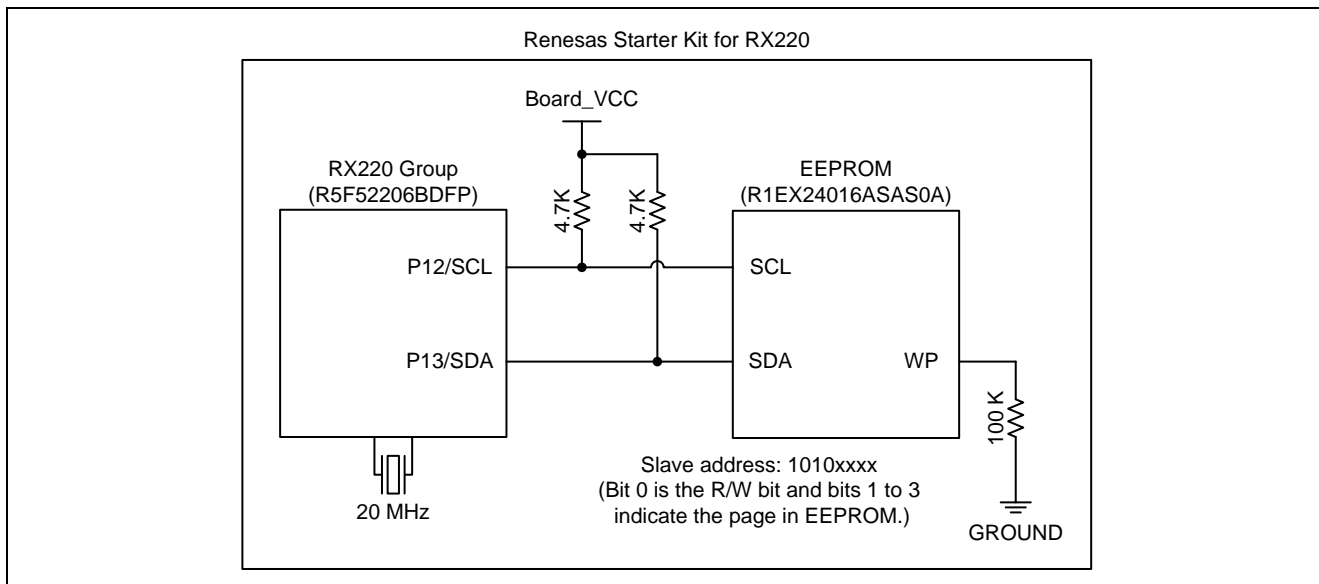 Renesas Starter Kit for RX220
Board_VCC
RX220 Group
(R5F52206BDFP)
4.7K
4.7K
EEPROM
(R1EX24016ASAS0A)
P12/SCL
SCL
P13/SDA
SDA
WP
100 K
20 MHz
Slave address: 1010xxxx
(Bit 0 is the R/W bit and bits 1 to 3
indicate the page in EEPROM.)
GROUND